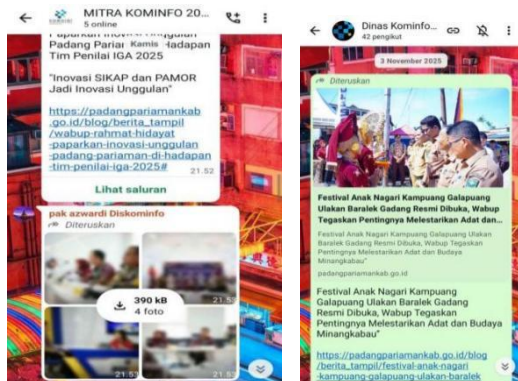 MITRA KOMINFO 20...
5 online
Padang Pariaman
Kamis
Tim Penilai IGA 2025
"Inovasi SIKAP dan PAMOR
Jadi Inovasi Unggulan"
https://padangpariamankab
.go.id/blog/berita_tampil
/wabup-rahmat-hidayat
-paparkan-inovasi-unggulan
-padang-pariaman-di-hadapan
-tim-penilai-iga-2025#
21.52
Lihat saluran
pak azwardi Diskominfo
Diteruskan
390 kB
4 foto
21.53
21.53
21.53
Dinas Kominfo...
42 pengikut
3 November 2025
Diteruskan
Festival Anak Nagari Kampuang Galapuang
Ulakan Baralek Gadang Resmi Dibuka, Wabup
Tegaskan Pentingnya Melestarikan Adat dan...
Festival Anak Nagari Kampuang Galapuang Ulakan
Baralek Gadang Resmi Dibuka, Wabup Tegaskan
Pentingnya Melestarikan Adat dan Budaya
Minangkabau"
padangpariamankab.go.id
Festival Anak Nagari Kampuang
Galapuang Ulakan Baralek Gadang
Resmi Dibuka, Wabup Tegaskan
Pentingnya Melestarikan Adat dan Budaya
Minangkabau"
https://padangpariamankab.go.id/blog
/berita_tampil/festival-anak-nagari
-kampuang-galapuang-ulakan-baralek